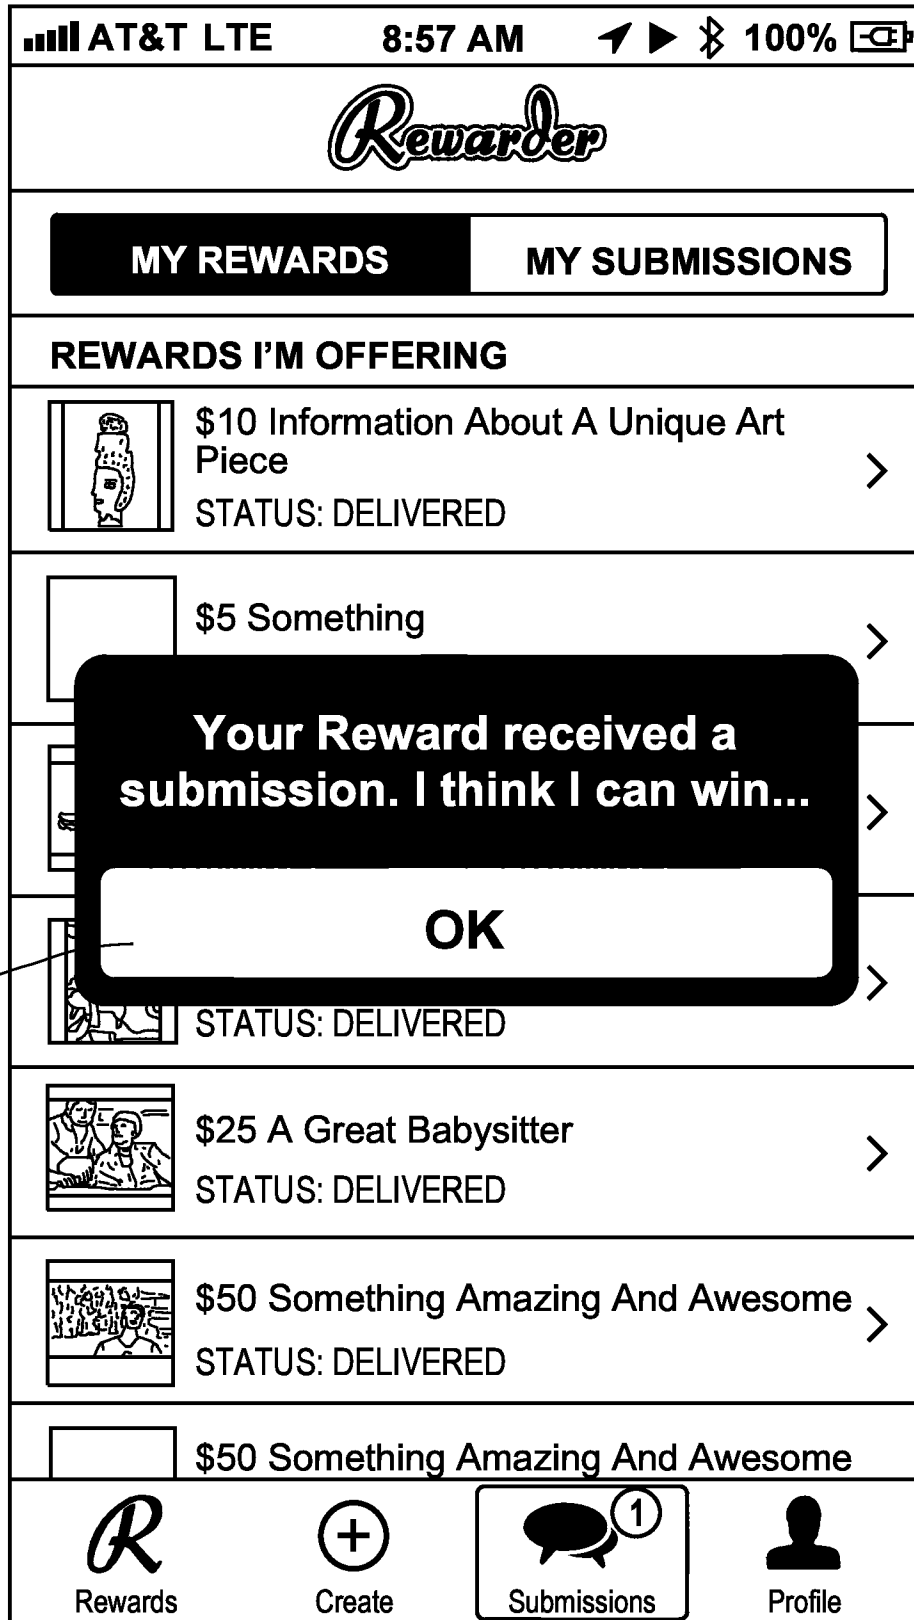 AT&T LTE 8:57 AM 100%
Rewarder
MY REWARDS MY SUBMISSIONS
REWARDS I'M OFFERING
$10 Information About A Unique Art
Piece
STATUS: DELIVERED
$5 Something
Your Reward received a
submission. I think I can win...
OK
STATUS: DELIVERED
$25 A Great Babysitter
STATUS: DELIVERED
$50 Something Amazing And Awesome
STATUS: DELIVERED
$50 Something Amazing And Awesome
1
Rewards Create Submissions Profile